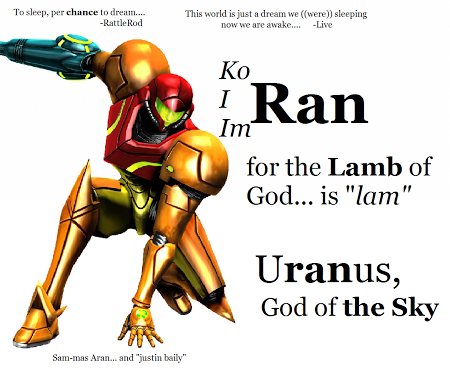 To sleep, per chance to dream....
-RattleRod
This world is just a dream we ((were)) sleeping
now we are awake.... -Live
Ko
I
Im
Ran
for the Lamb of
God... is "lam"
Uranus,
God of the Sky
Sam-mas Aran... and "justin baily"